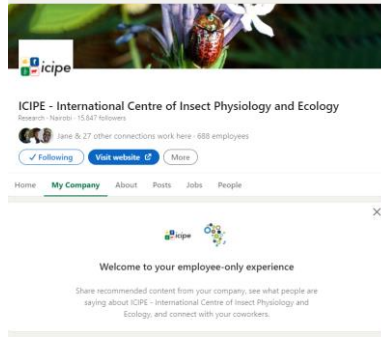 icipe
ICIPE - International Centre of Insect Physiology and Ecology
Research · Nairobi · 15,847 followers
Jane & 27 other connections work here · 688 employees
✓ Following
Visit website
More
Home My Company About Posts Jobs People
icipe
Welcome to your employee-only experience
Share recommended content from your company, see what people are
saying about ICIPE - International Centre of Insect Physiology and
Ecology, and connect with your coworkers.